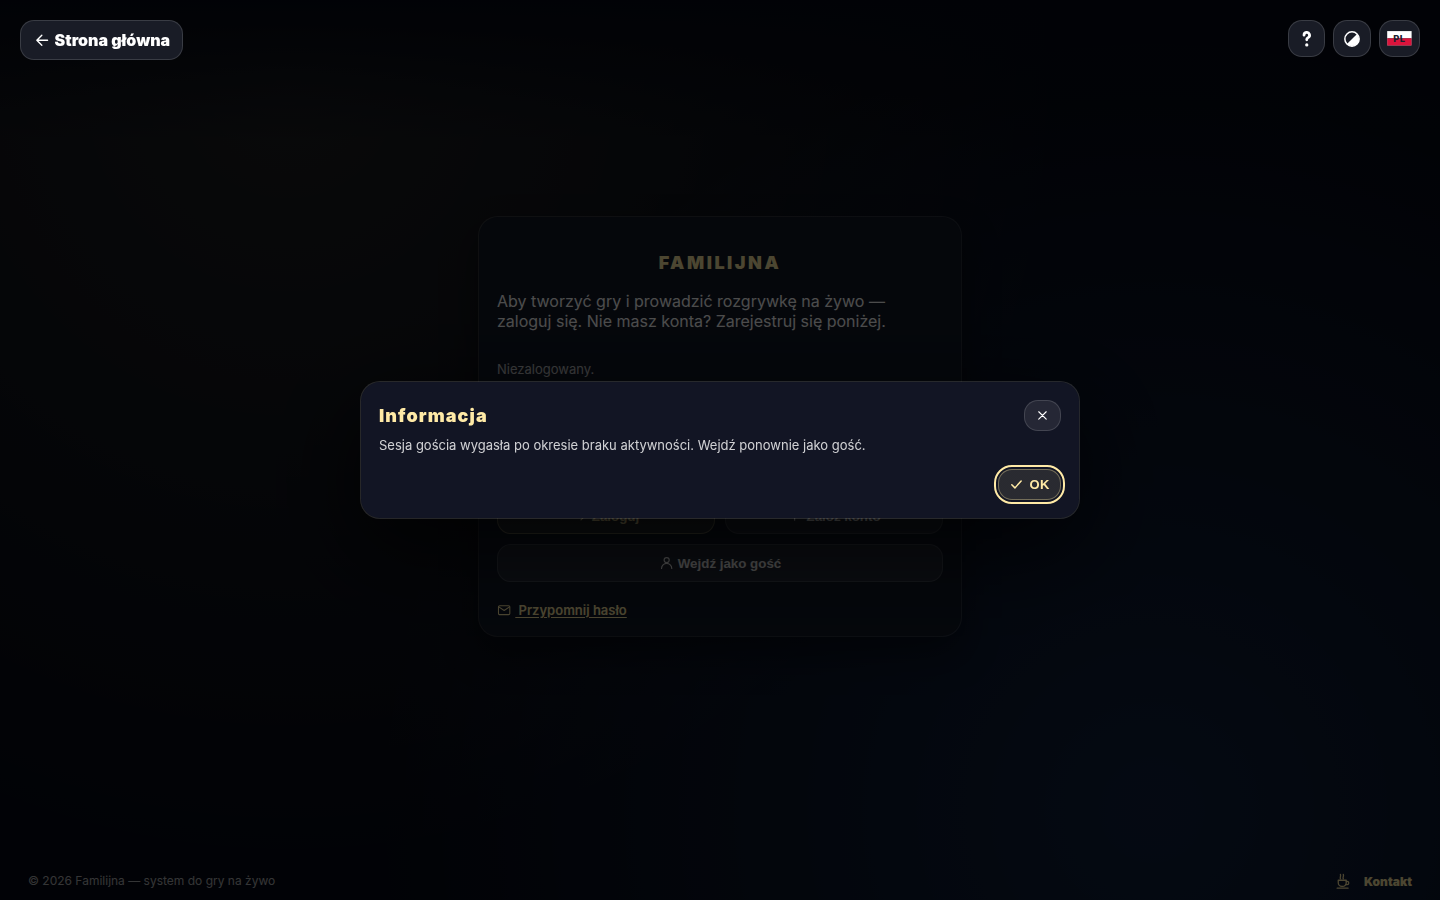 Strona główna
?
PL
FAMILIJNA
Aby tworzyć gry i prowadzić rozgrywkę na żywo —
zaloguj się. Nie masz konta? Zarejestruj się poniżej.
Niezalogowany.
Informacja
Sesja gościa wygasła po okresie braku aktywności. Wejdź ponownie jako gość.
OK
Wejdź jako gość
Przypomnij hasło
© 2026 Familijna — system do gry na żywo
Kontakt